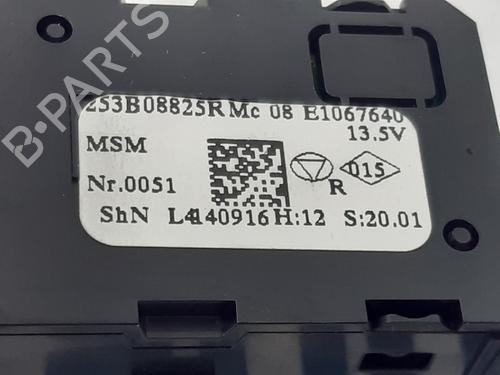 B-PARTS
253B08825R Mc 08 E1067640
13.5V
MSM
015
Nr.0051
R
ShN L4140916 H:12 S:20.01